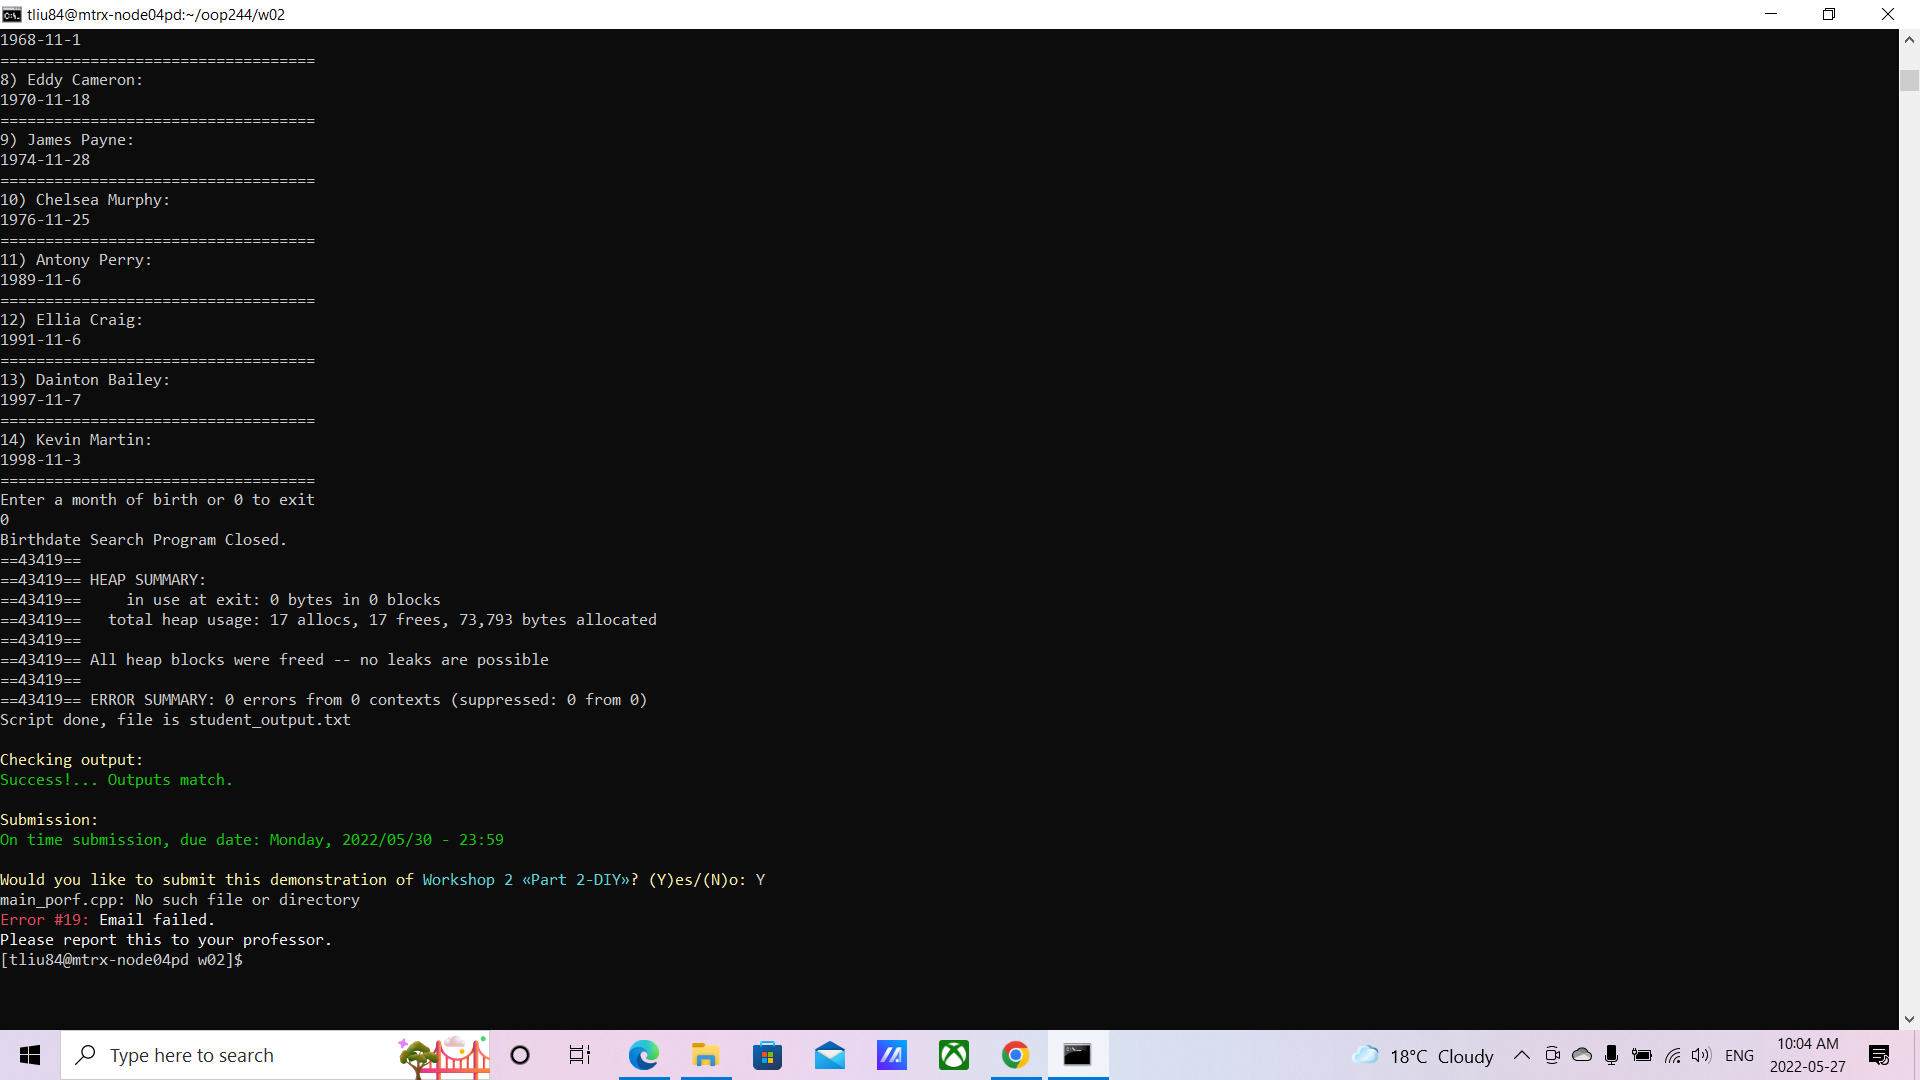 tliu84@mtrx-node04pd:~/oop244/w02
1968-11-1
===================================
8) Eddy Cameron:
1970-11-18
===================================
9) James Payne:
1974-11-28
===================================
10) Chelsea Murphy:
1976-11-25
===================================
11) Antony Perry:
1989-11-6
===================================
12) Ellia Craig:
1991-11-6
===================================
13) Dainton Bailey:
1997-11-7
===================================
14) Kevin Martin:
1998-11-3
===================================
Enter a month of birth or 0 to exit
0
Birthdate Search Program Closed.
==43419==
==43419== HEAP SUMMARY:
==43419==     in use at exit: 0 bytes in 0 blocks
==43419==   total heap usage: 17 allocs, 17 frees, 73,793 bytes allocated
==43419==
==43419== All heap blocks were freed -- no leaks are possible
==43419==
==43419== ERROR SUMMARY: 0 errors from 0 contexts (suppressed: 0 from 0)
Script done, file is student_output.txt
Checking output:
Success!... Outputs match.
Submission:
On time submission, due date: Monday, 2022/05/30 - 23:59
Would you like to submit this demonstration of Workshop 2 «Part 2-DIY»? (Y)es/(N)o: Y
main_porf.cpp: No such file or directory
Error #19: Email failed.
Please report this to your professor.
[tliu84@mtrx-node04pd w02]$
Type here to search
18°C Cloudy
ENG
10:04 AM
2022-05-27